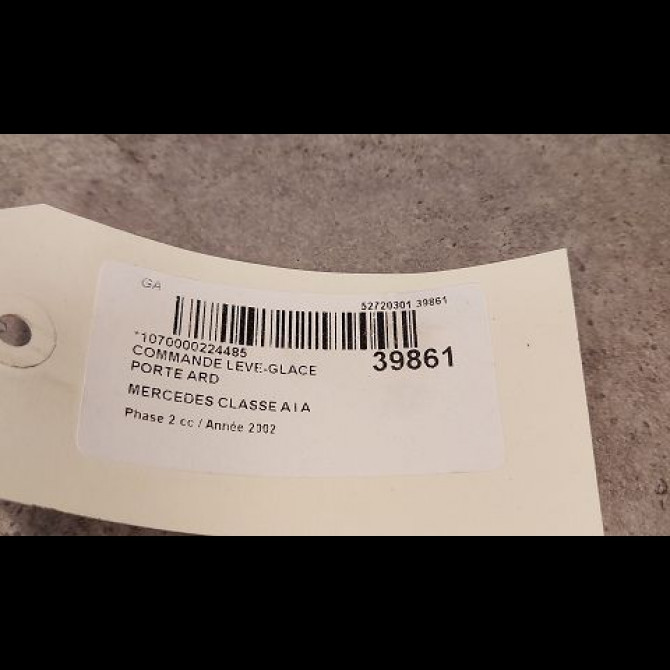 GA
52720301 39861
*1070000224485
39861
COMMANDE LEVE-GLACE
PORTE ARD
MERCEDES CLASSE A I A
Phase 2 cc / Année 2002